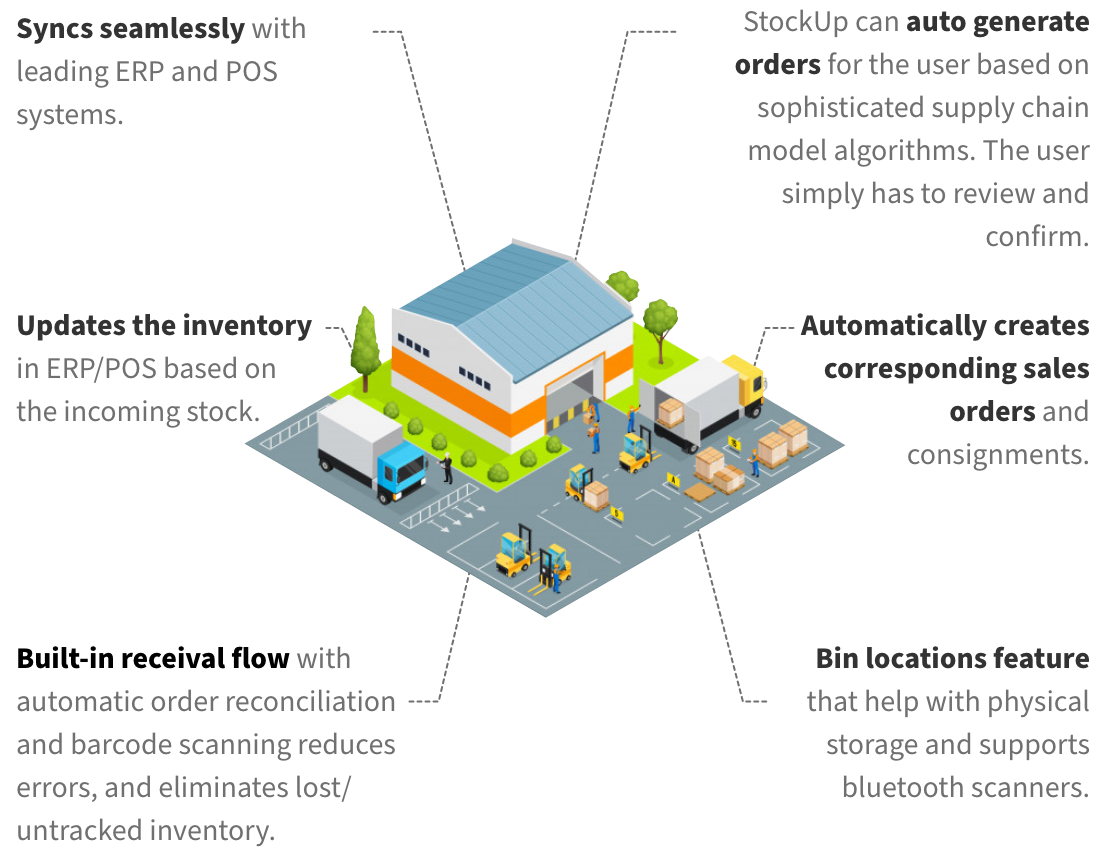 Syncs seamlessly with
leading ERP and POS
systems.
StockUp can auto generate
orders for the user based on
sophisticated supply chain
model algorithms. The user
simply has to review and
confirm.
Updates the inventory
in ERP/POS based on
the incoming stock.
Automatically creates
corresponding sales
orders and
consignments.
Built-in receival flow with
automatic order reconciliation
and barcode scanning reduces
errors, and eliminates lost/
untracked inventory.
Bin locations feature
that help with physical
storage and supports
bluetooth scanners.